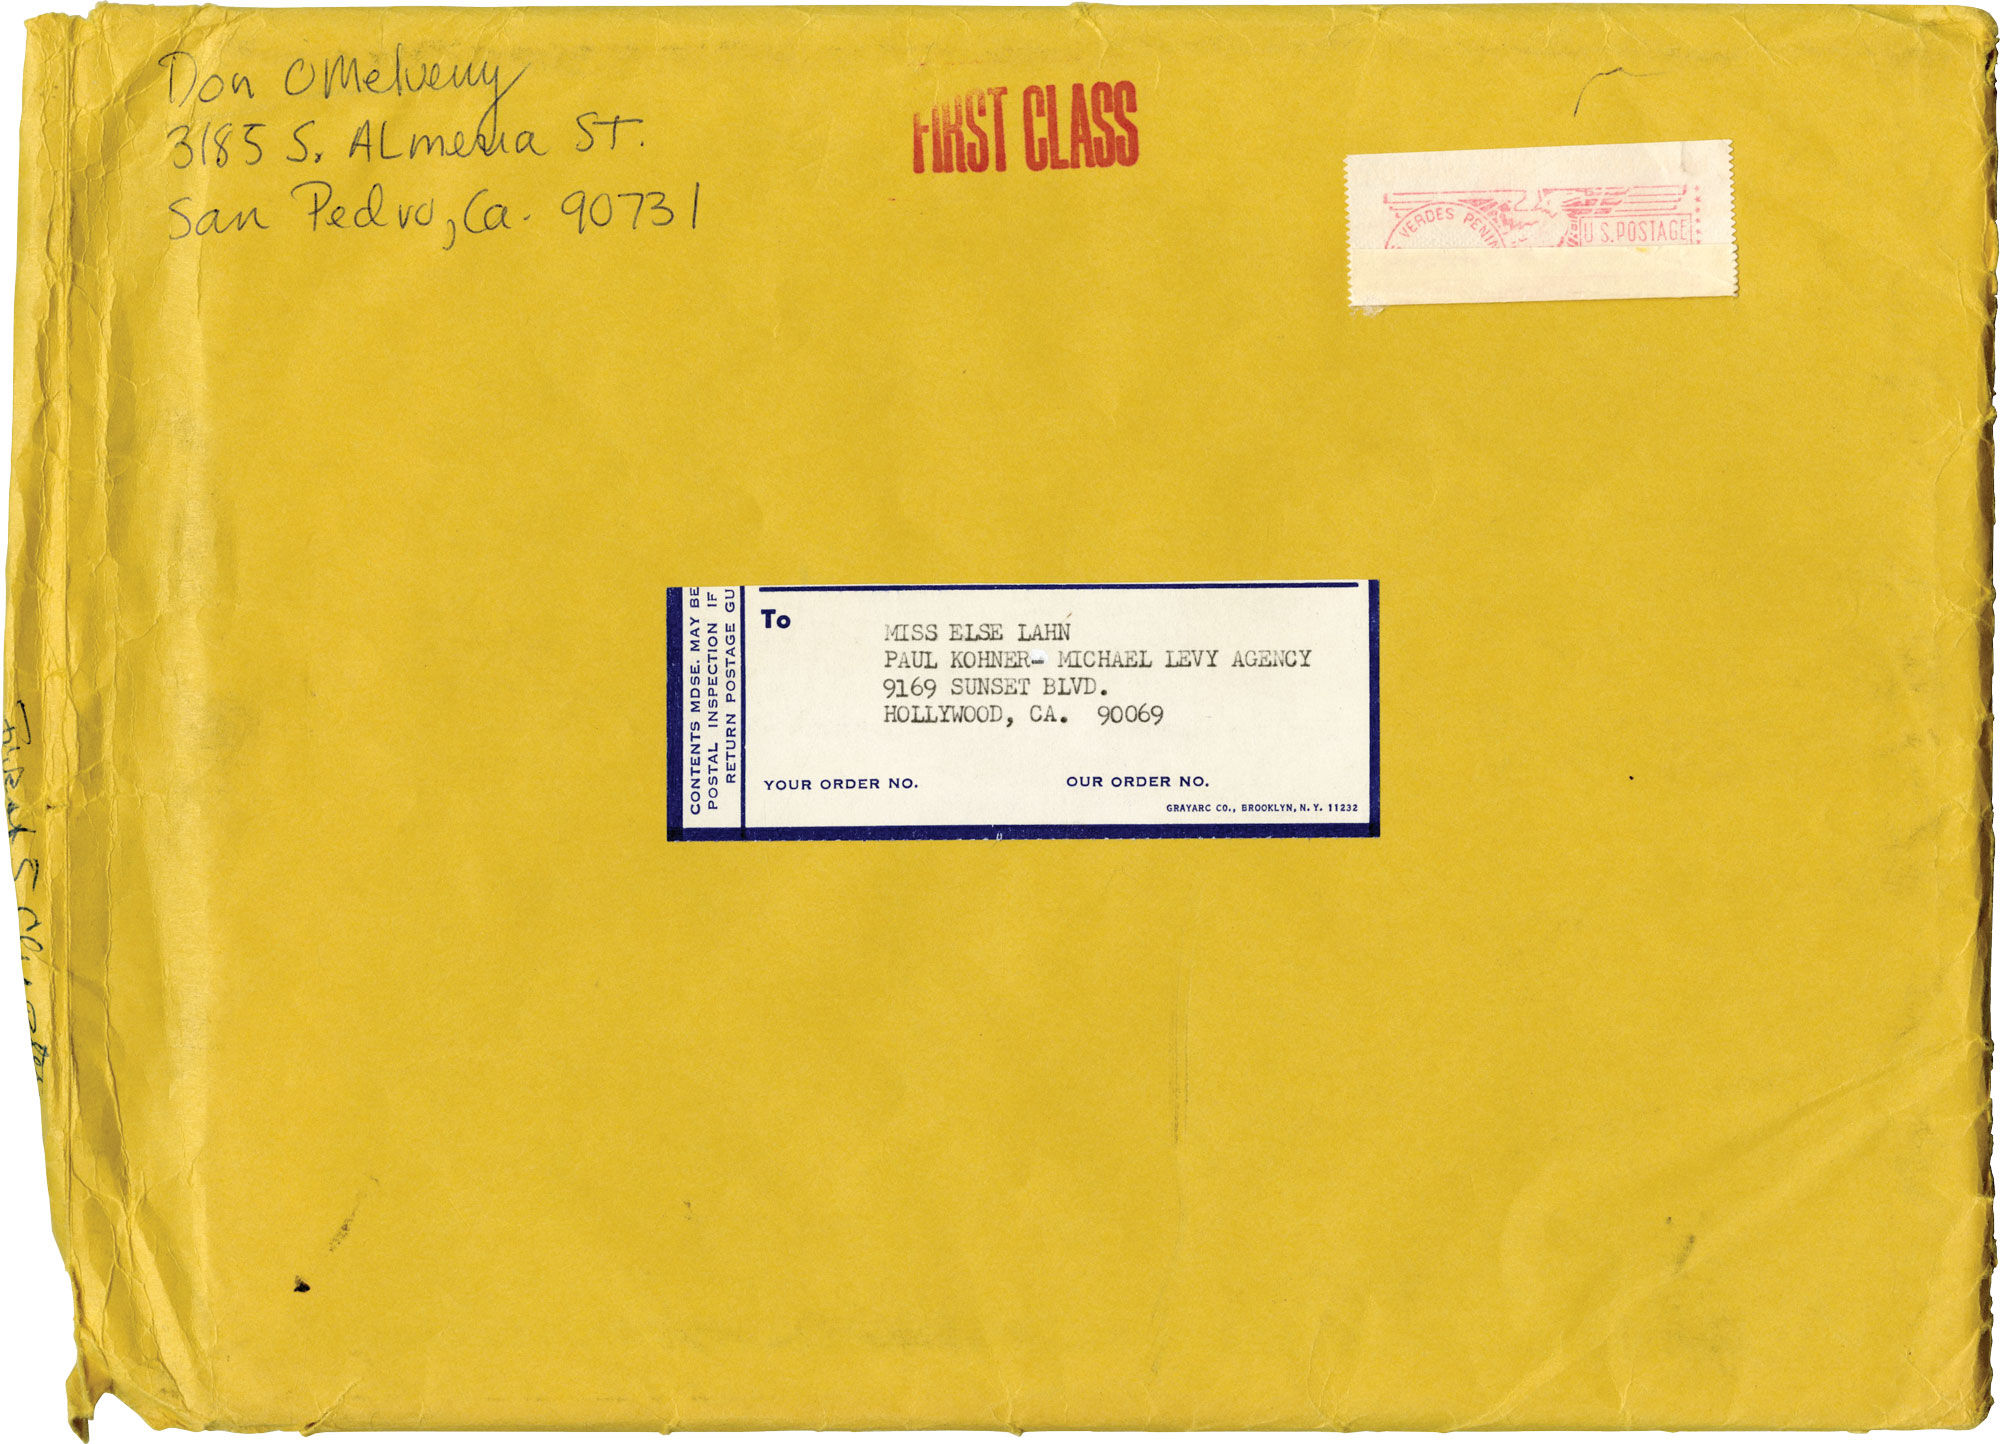 Don OMelveny
3185 S. ALmeria ST.
San Pedro, Ca. 90731
FIRST CLASS
VERDES PENIN
U.S. POSTAGE
CONTENTS MDSE. MAY BE
POSTAL INSPECTION IF
RETURN POSTAGE GU
To
MISS ELSE LAHN
PAUL KOHNER- MICHAEL LEVY AGENCY
9169 SUNSET BLVD.
HOLLYWOOD, CA. 90069
YOUR ORDER NO.
OUR ORDER NO.
GRAYARC CO., BROOKLYN, N.Y. 11232